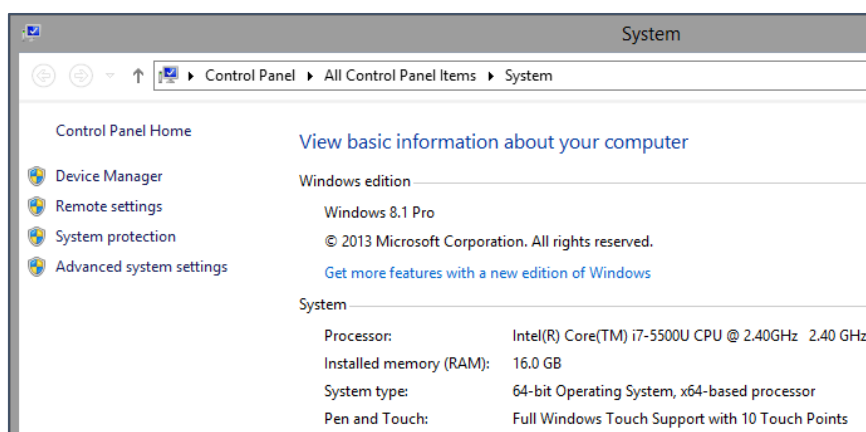 System
Control Panel All Control Panel Items System
Control Panel Home
Device Manager
Remote settings
System protection
Advanced system settings
View basic information about your computer
Windows edition
Windows 8.1 Pro
© 2013 Microsoft Corporation. All rights reserved.
Get more features with a new edition of Windows
System
Processor: Intel(R) Core(TM) i7-5500U CPU @ 2.40GHz 2.40 GHz
Installed memory (RAM): 16.0 GB
System type: 64-bit Operating System, x64-based processor
Pen and Touch: Full Windows Touch Support with 10 Touch Points